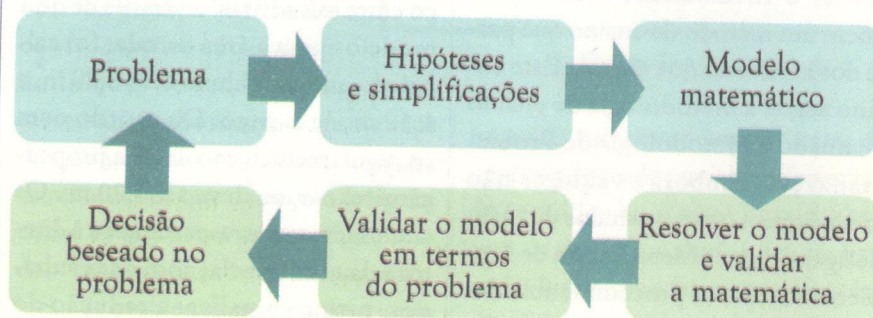 Problema
Hipóteses
e simplificações
Modelo
matemático
Resolver o modelo
e validar
a matemática
Validar o modelo
em termos
do problema
Decisão
beseado no
problema